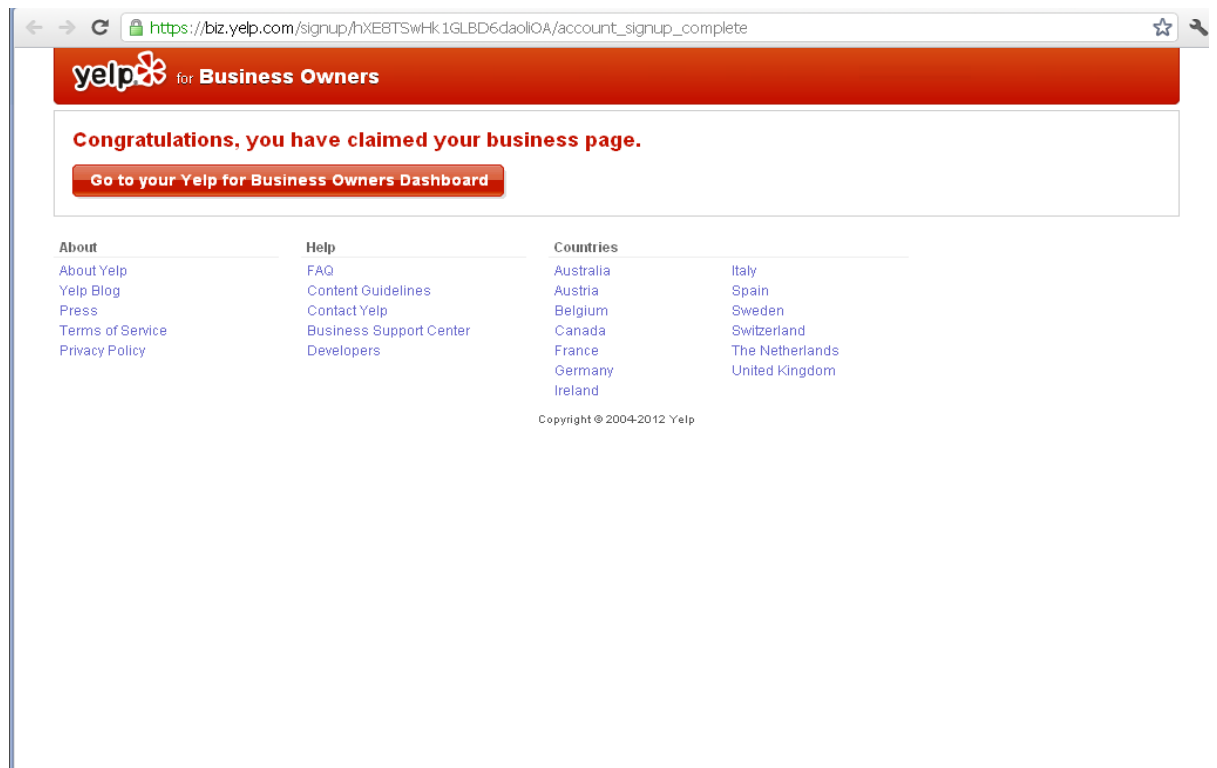 https://biz.yelp.com/signup/hXE8TSwHk1GLBD6daoliOA/account_signup_complete
yelp for Business Owners
Congratulations, you have claimed your business page.
Go to your Yelp for Business Owners Dashboard
About
About Yelp
Yelp Blog
Press
Terms of Service
Privacy Policy
Help
FAQ
Content Guidelines
Contact Yelp
Business Support Center
Developers
Countries
Australia
Austria
Belgium
Canada
France
Germany
Ireland
Italy
Spain
Sweden
Switzerland
The Netherlands
United Kingdom
Copyright © 2004-2012 Yelp